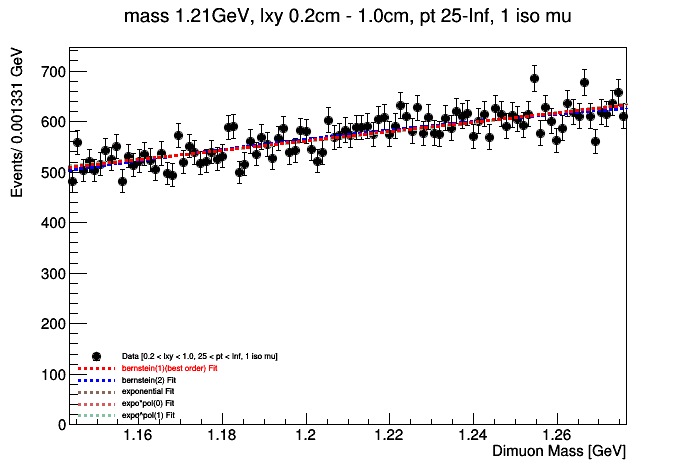 mass 1.21GeV, lxy 0.2cm - 1.0cm, pt 25-Inf, 1 iso mu
Events/ 0.001331 GeV
700
600
500
400
300
200
100
0
Data [0.2 < lxy < 1.0, 25 < pt < Inf, 1 iso mu]
bernstein(1)(best order) Fit
bernstein(2) Fit
exponential Fit
expo*pol(0) Fit
expo*pol(1) Fit
1.16 1.18 1.2 1.22 1.24 1.26
Dimuon Mass [GeV]